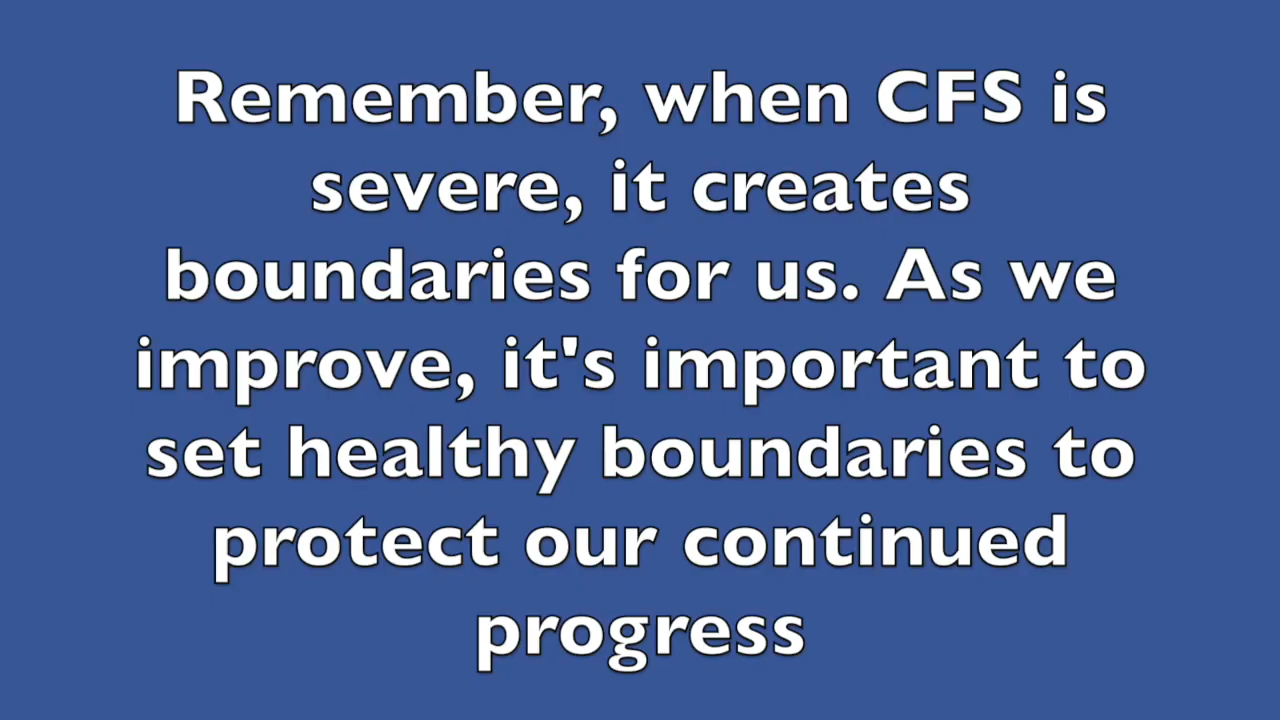 Remember, when CFS is
severe, it creates
boundaries for us. As we
improve, it's important to
set healthy boundaries to
protect our continued
progress